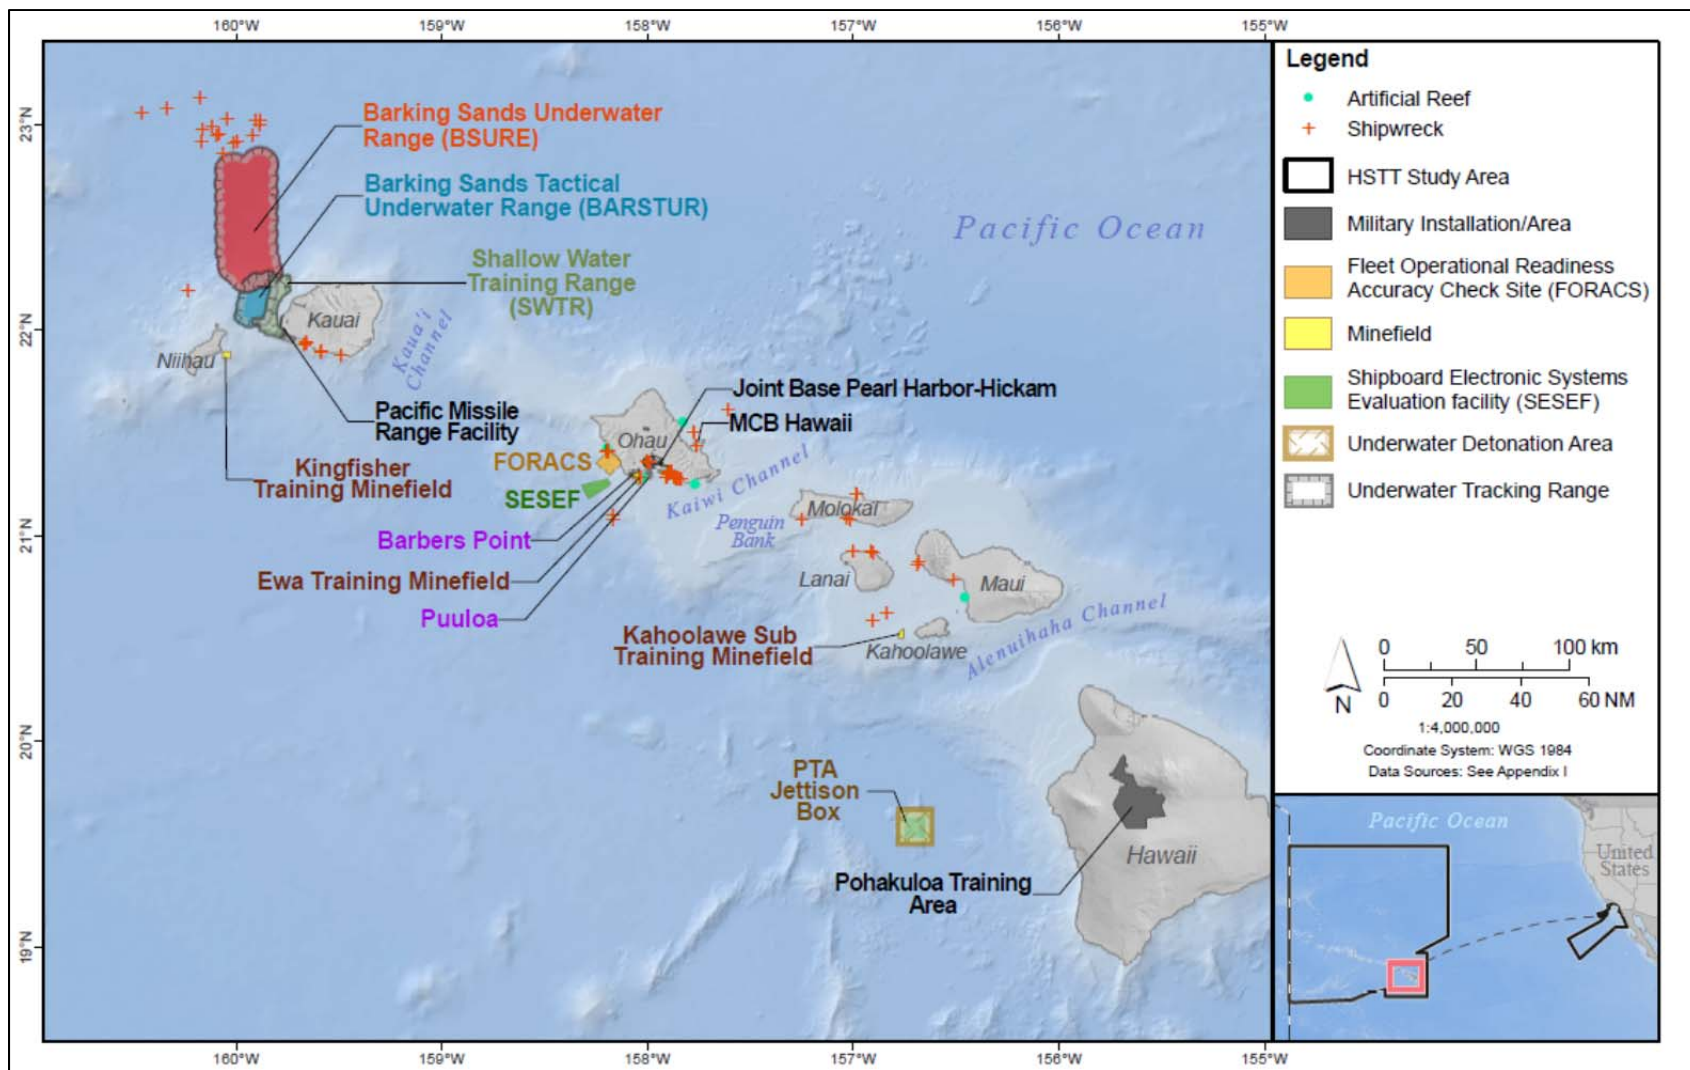 160°W 159°W 158°W 157°W 156°W 155°W
23°N
22°N
21°N
20°N
19°N
Barking Sands Underwater
Range (BSURE)
Barking Sands Tactical
Underwater Range (BARSTUR)
Pacific Ocean
Shallow Water
Training Range
(SWTR)
Kauai
Niihau
Kaua'i
Channel
Pacific Missile
Range Facility
Joint Base Pearl Harbor-Hickam
MCB Hawaii
Ohau
FORACS
Kingfisher
Training Minefield
SESEF
Kaiwi Channel
Molokai
Penguin
Bank
Barbers Point
Ewa Training Minefield
Lanai
Maui
Puuloa
Kahoolawe Sub
Training Minefield
Kahoolawe
Alenuihaha Channel
PTA
Jettison
Box
Hawaii
Pohakuloa Training
Area
160°W 159°W 158°W 157°W 156°W 155°W
Legend
Artificial Reef
Shipwreck
HSTT Study Area
Military Installation/Area
Fleet Operational Readiness
Accuracy Check Site (FORACS)
Minefield
Shipboard Electronic Systems
Evaluation facility (SESEF)
Underwater Detonation Area
Underwater Tracking Range
N
0 50 100 km
0 20 40 60 NM
1:4,000,000
Coordinate System: WGS 1984
Data Sources: See Appendix I
Pacific Ocean
United
States